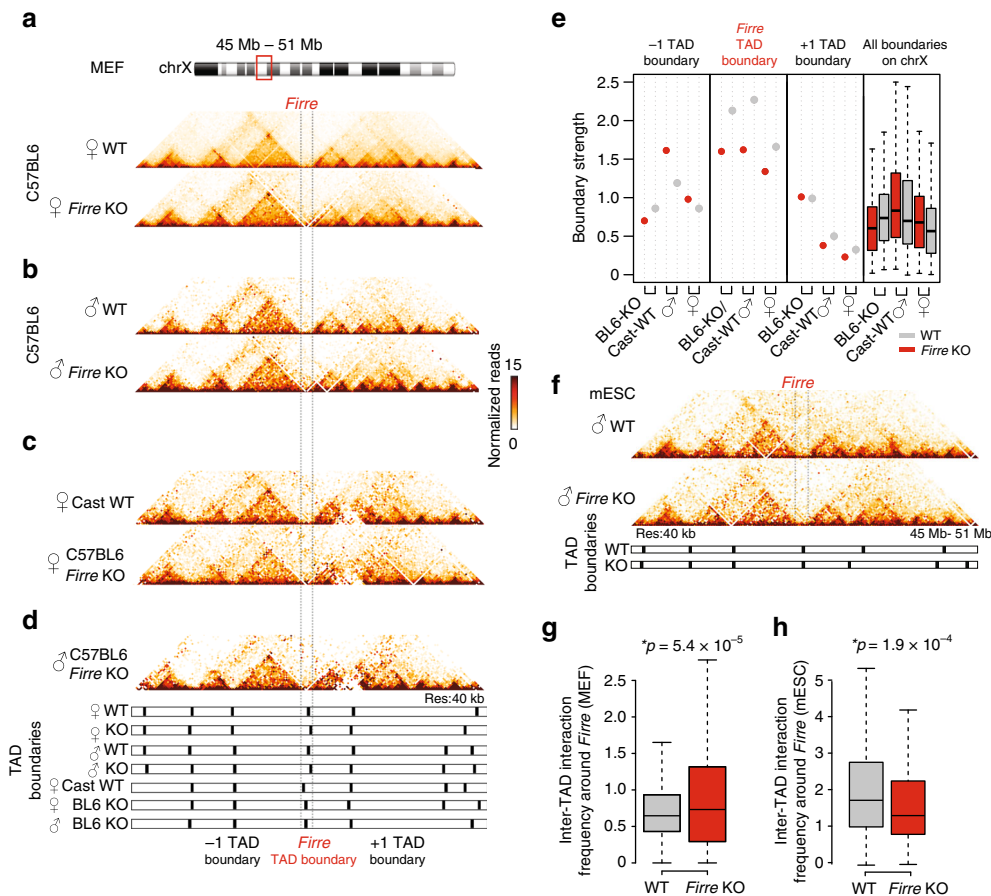 a
45 Mb – 51 Mb
MEF
chrX
Firre
C57BL6
♀ WT
♀ Firre KO
b
C57BL6
♂ WT
♂ Firre KO
Normalized reads
15
0
c
♀ Cast WT
♀ C57BL6
Firre KO
d
♂ C57BL6
Firre KO
Res:40 kb
TAD
boundaries
♀ WT
♀ KO
♂ WT
♂ KO
♀ Cast WT
♀ BL6 KO
♂ BL6 KO
–1 TAD
boundary
Firre
TAD boundary
+1 TAD
boundary
e
–1 TAD
boundary
Firre
TAD
boundary
+1 TAD
boundary
All boundaries
on chrX
Boundary strength
2.5
2.0
1.5
1.0
0.5
0
BL6-KO
Cast-WT
♂
♀
BL6-KO/
Cast-WT
♂
♀
BL6-KO
Cast-WT
♂
♀
BL6-KO
Cast-WT
♂
♀
WT
Firre KO
f
Firre
mESC
♂ WT
♂ Firre KO
Res:40 kb
45 Mb- 51 Mb
TAD
boundaries
WT
KO
g
*p = 5.4 × 10⁻⁵
Inter-TAD interaction
frequency around Firre (MEF)
2.5
2.0
1.5
1.0
0.5
0.0
WT
Firre KO
h
*p = 1.9 × 10⁻⁴
Inter-TAD interaction
frequency around Firre (mESC)
5
4
3
2
1
0
WT
Firre KO